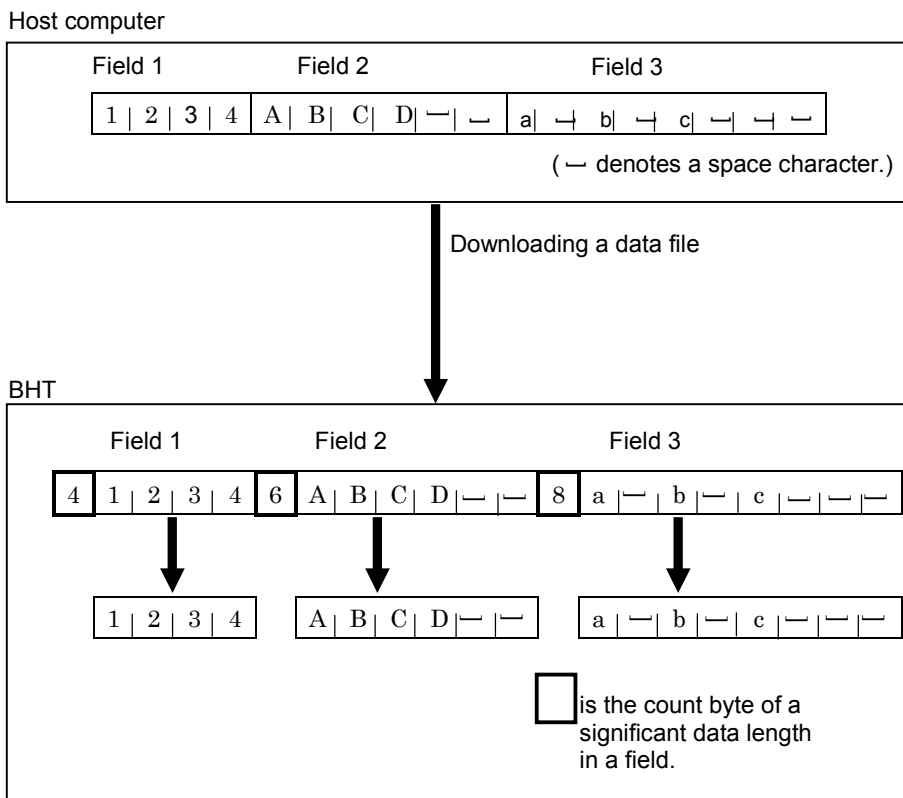 Host computer
Field 1 Field 2 Field 3
1 2 3 4 A B C D ⎵ ⎵ a ⎵ b ⎵ c ⎵ ⎵ ⎵
( ⎵ denotes a space character.)
Downloading a data file
BHT
Field 1 Field 2 Field 3
4 1 2 3 4 6 A B C D ⎵ ⎵ 8 a ⎵ b ⎵ c ⎵ ⎵ ⎵
1 2 3 4 A B C D ⎵ ⎵ a ⎵ b ⎵ c ⎵ ⎵ ⎵
is the count byte of a
significant data length
in a field.